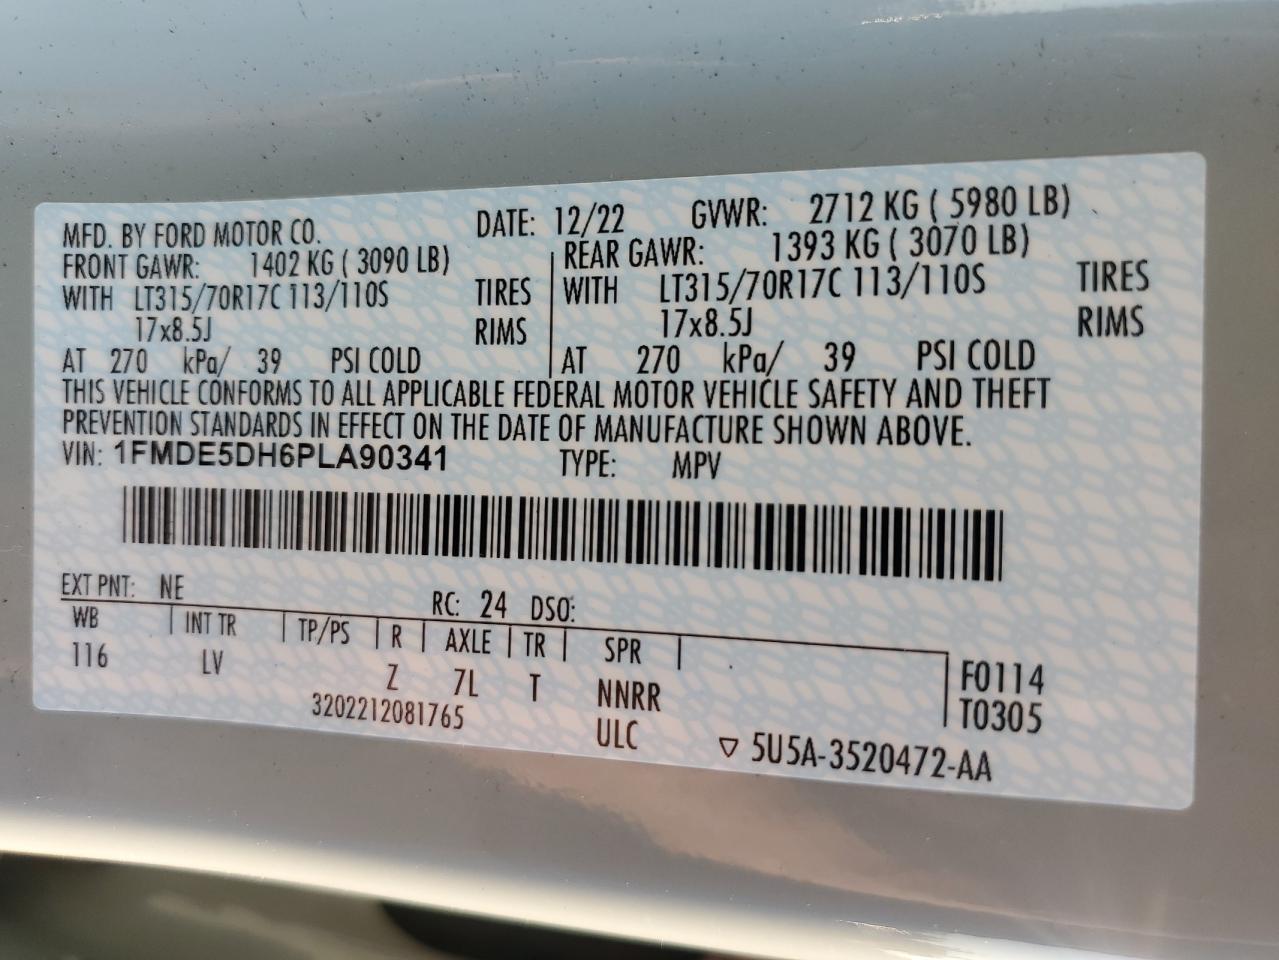 MFD. BY FORD MOTOR CO. DATE: 12/22 GVWR: 2712 KG ( 5980 LB)
FRONT GAWR: 1402 KG ( 3090 LB) REAR GAWR: 1393 KG ( 3070 LB)
WITH LT315/70R17C 113/110S TIRES WITH LT315/70R17C 113/110S TIRES
17x8.5J RIMS 17x8.5J RIMS
AT 270 kPa/ 39 PSI COLD AT 270 kPa/ 39 PSI COLD
THIS VEHICLE CONFORMS TO ALL APPLICABLE FEDERAL MOTOR VEHICLE SAFETY AND THEFT
PREVENTION STANDARDS IN EFFECT ON THE DATE OF MANUFACTURE SHOWN ABOVE.
VIN: 1FMDE5DH6PLA90341 TYPE: MPV
EXT PNT: NE RC: 24 DSO:
WB INT TR TP/PS R AXLE TR SPR
116 LV Z 7L T NNRR F0114
3202212081765 ULC T0305
5U5A-3520472-AA